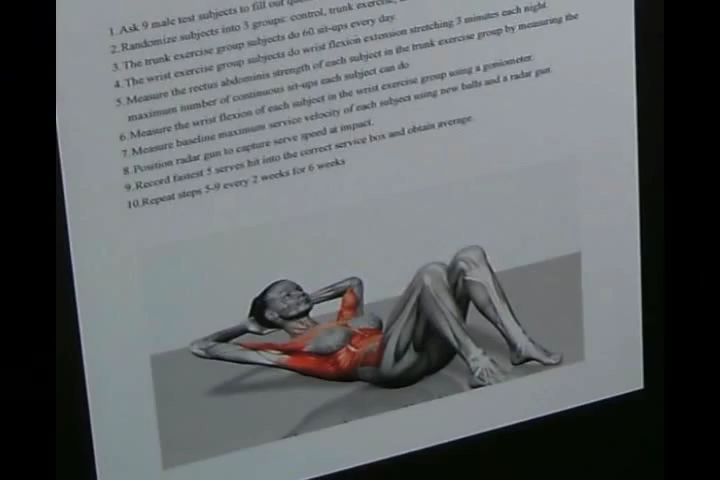 1. Ask 9 male test subjects to fill out
2. Randomize subjects into 3 groups: control, trunk exercise,
3. The trunk exercise group subjects do 60 sit-ups every day.
4. The wrist exercise group subjects do wrist flexion extension stretching 3 minutes each night.
5. Measure the rectus abdominis strength of each subject in the trunk exercise group by measuring the
maximum number of continuous sit-ups each subject can do
6. Measure the wrist flexion of each subject in the wrist exercise group using a goniometer.
7. Measure baseline maximum service velocity of each subject using new balls and a radar gun.
8. Position radar gun to capture serve speed at impact.
9. Record fastest 5 serves hit into the correct service box and obtain average.
10. Repeat steps 5-9 every 2 weeks for 6 weeks